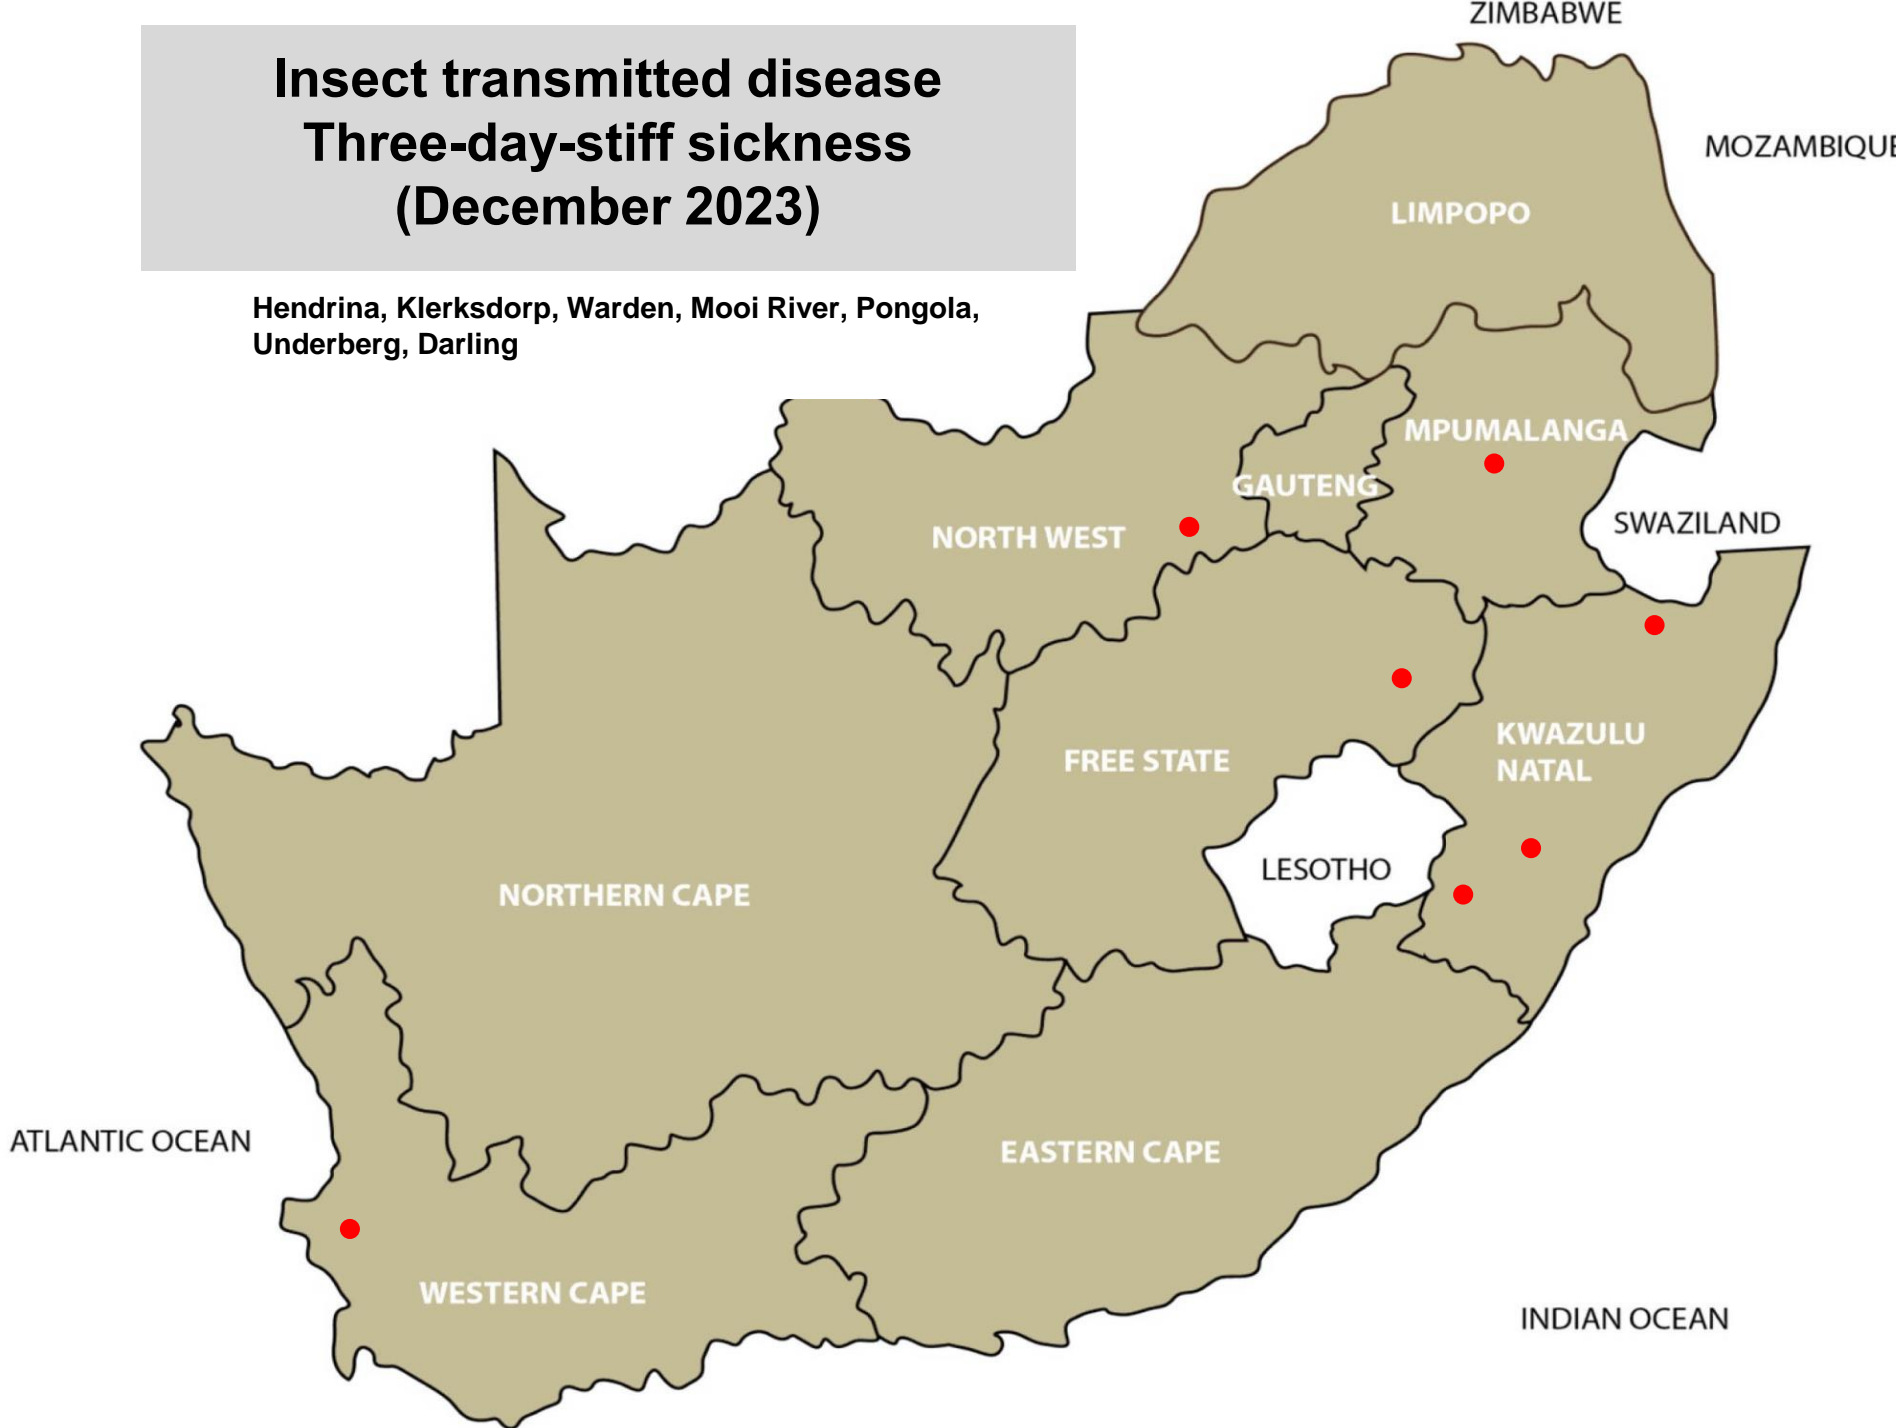 ZIMBABWE
Insect transmitted disease
Three-day-stiff sickness
(December 2023)
MOZAMBIQUE
LIMPOPO
Hendrina, Klerksdorp, Warden, Mooi River, Pongola,
Underberg, Darling
MPUMALANGA
GAUTENG
SWAZILAND
NORTH WEST
KWAZULU
NATAL
FREE STATE
LESOTHO
NORTHERN CAPE
ATLANTIC OCEAN
EASTERN CAPE
WESTERN CAPE
INDIAN OCEAN